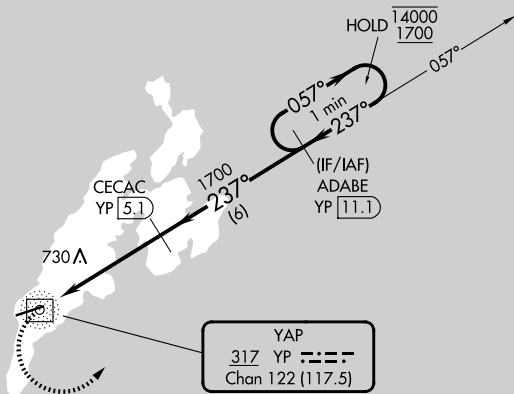 HOLD 14000
1700
057°
057°
1 min
237°
(IF/IAF)
ADABE
YP 11.1
1700
237°
(6)
CECAC
YP 5.1
730
YAP
317 YP
Chan 122 (117.5)